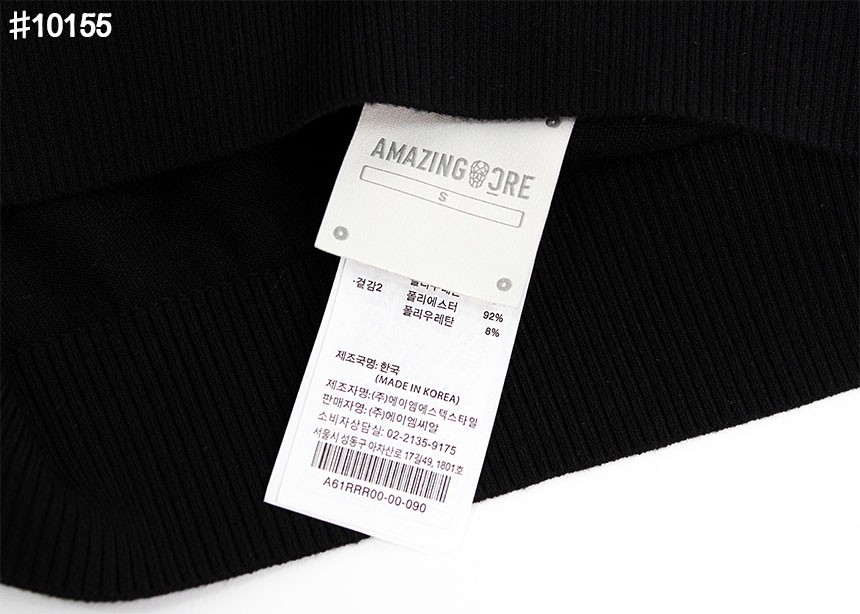 #10155
AMAZING CRE
S
·겉감2
폴리에스터 92%
폴리우레탄 8%
제조국명: 한국
(MADE IN KOREA)
제조자명:(주)에이엠에스텍스타일
판매자명: (주)에이엠씨알
소비자상담실: 02-2135-9175
서울시 성동구 아차산로 17길49, 1801호
A61RRR00-00-090